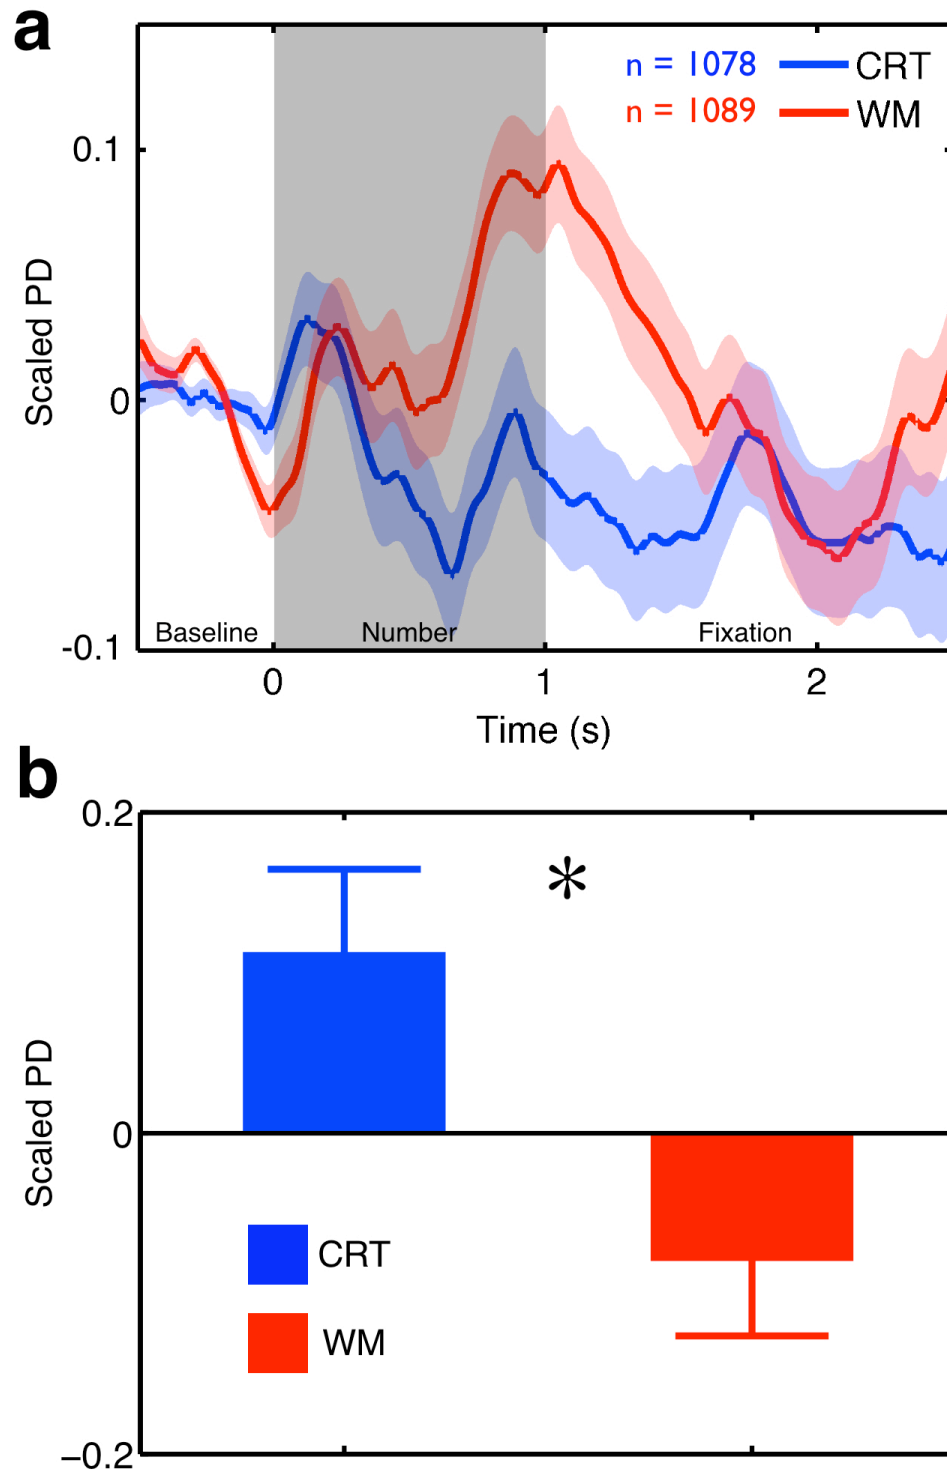 a
n = 1078 CRT
n = 1089 WM
0.1
0
-0.1
Scaled PD
Baseline Number Fixation
0 1 2
Time (s)
b
0.2
*
0
Scaled PD
CRT
WM
−0.2